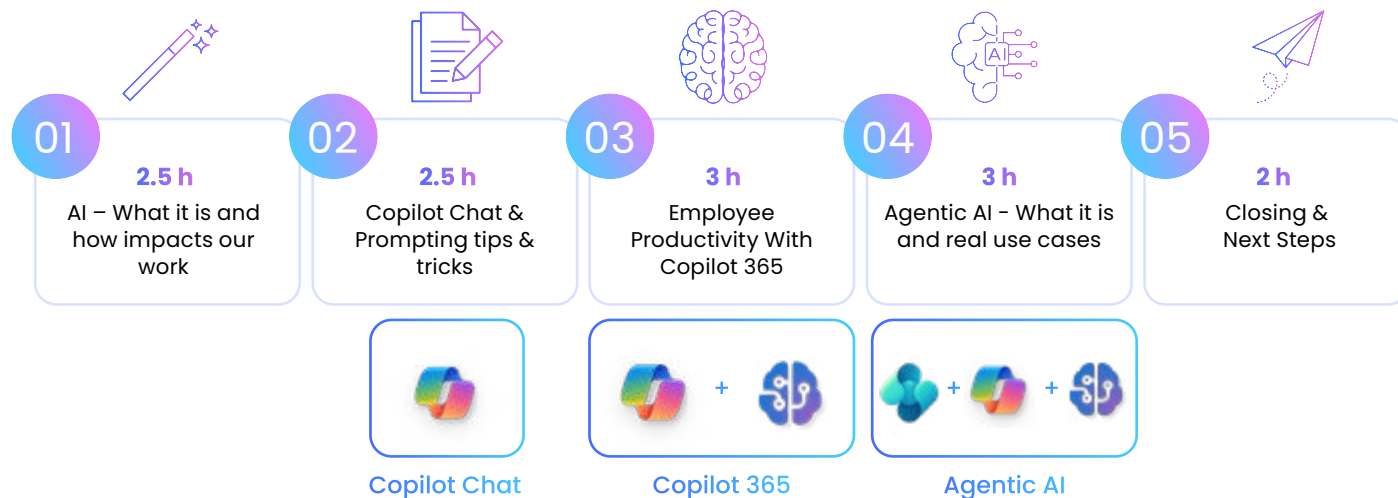 AI
01
2.5 h
AI – What it is and
how impacts our
work
02
2.5 h
Copilot Chat &
Prompting tips &
tricks
03
3 h
Employee
Productivity With
Copilot 365
04
3 h
Agentic AI - What it is
and real use cases
05
2 h
Closing &
Next Steps
Copilot Chat
+
Copilot 365
+ +
Agentic AI